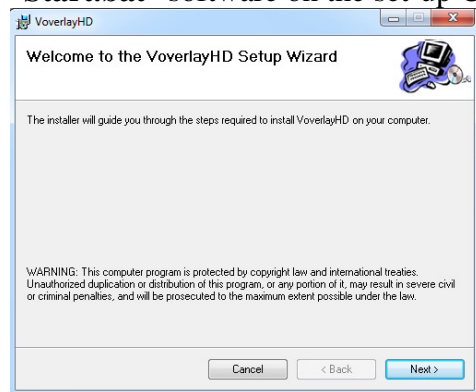 VoverlayHD
Welcome to the VoverlayHD Setup Wizard
The installer will guide you through the steps required to install VoverlayHD on your computer.
WARNING: This computer program is protected by copyright law and international treaties.
Unauthorized duplication or distribution of this program, or any portion of it, may result in severe civil
or criminal penalties, and will be prosecuted to the maximum extent possible under the law.
Cancel
< Back
Next >